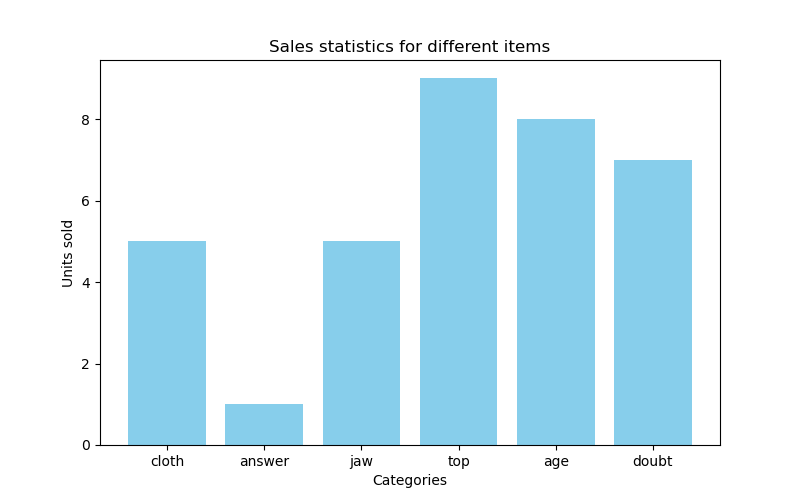 Sales statistics for different items
Units sold
8
6
4
2
0
cloth answer jaw top age doubt
Categories